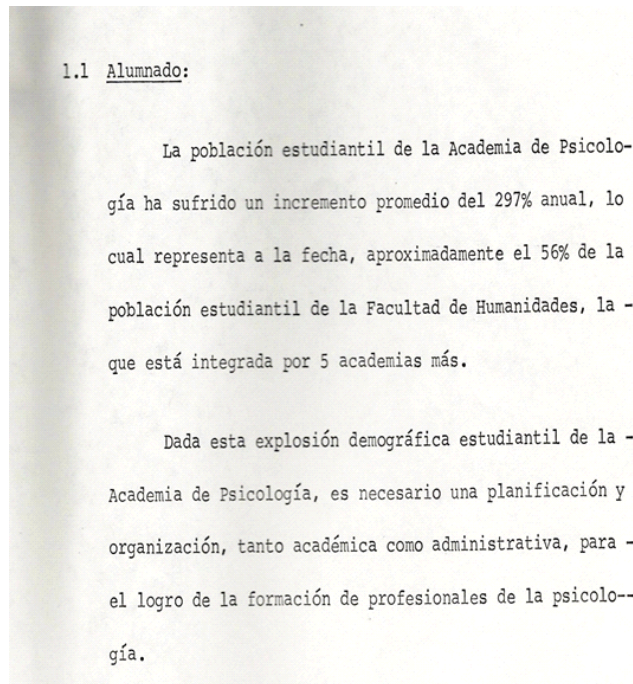 1.1 Alumnado:
La población estudiantil de la Academia de Psicolo-
gía ha sufrido un incremento promedio del 297% anual, lo
cual representa a la fecha, aproximadamente el 56% de la
población estudiantil de la Facultad de Humanidades, la -
que está integrada por 5 academias más.
Dada esta explosión demográfica estudiantil de la -
Academia de Psicología, es necesario una planificación y
organización, tanto académica como administrativa, para -
el logro de la formación de profesionales de la psicolo--
gía.